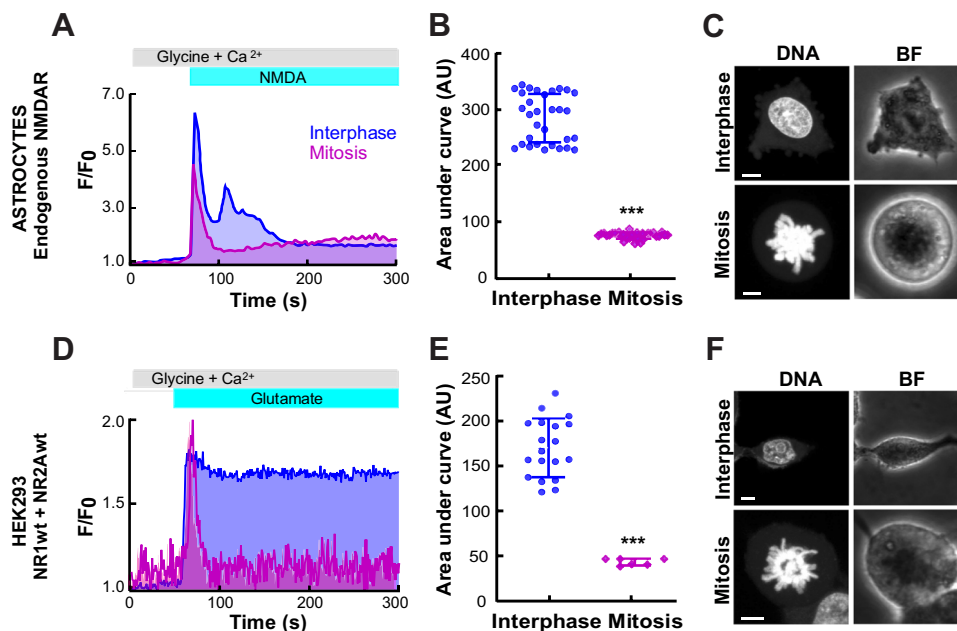 A
B
C
ASTROCYTES
Endogenous NMDAR
Glycine + Ca 2+
NMDA
7.0
5.0
3.0
1.0
F/F0
Interphase
Mitosis
0
100
200
300
Time (s)
Area under curve (AU)
400
300
200
100
0
***
Interphase Mitosis
DNA
BF
Interphase
Mitosis
D
E
F
HEK293
NR1wt + NR2Awt
Glycine + Ca2+
Glutamate
2.0
1.5
1.0
F/F0
0
100
200
300
Time (s)
Area under curve (AU)
250
200
150
100
50
0
***
Interphase Mitosis
DNA
BF
Interphase
Mitosis